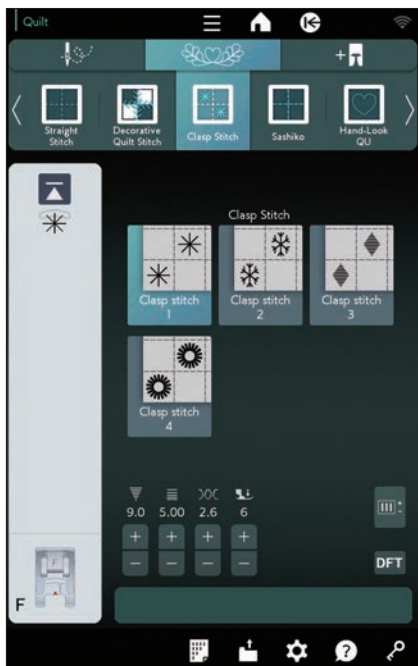 Quilt
Straight
Stitch
Decorative
Quilt Stitch
Clasp Stitch
Sashiko
Hand-Look
QU
Clasp Stitch
Clasp stitch
1
Clasp stitch
2
Clasp stitch
3
Clasp stitch
4
9.0 5.00 2.6 6
+ + + +
− − − −
DFT
F